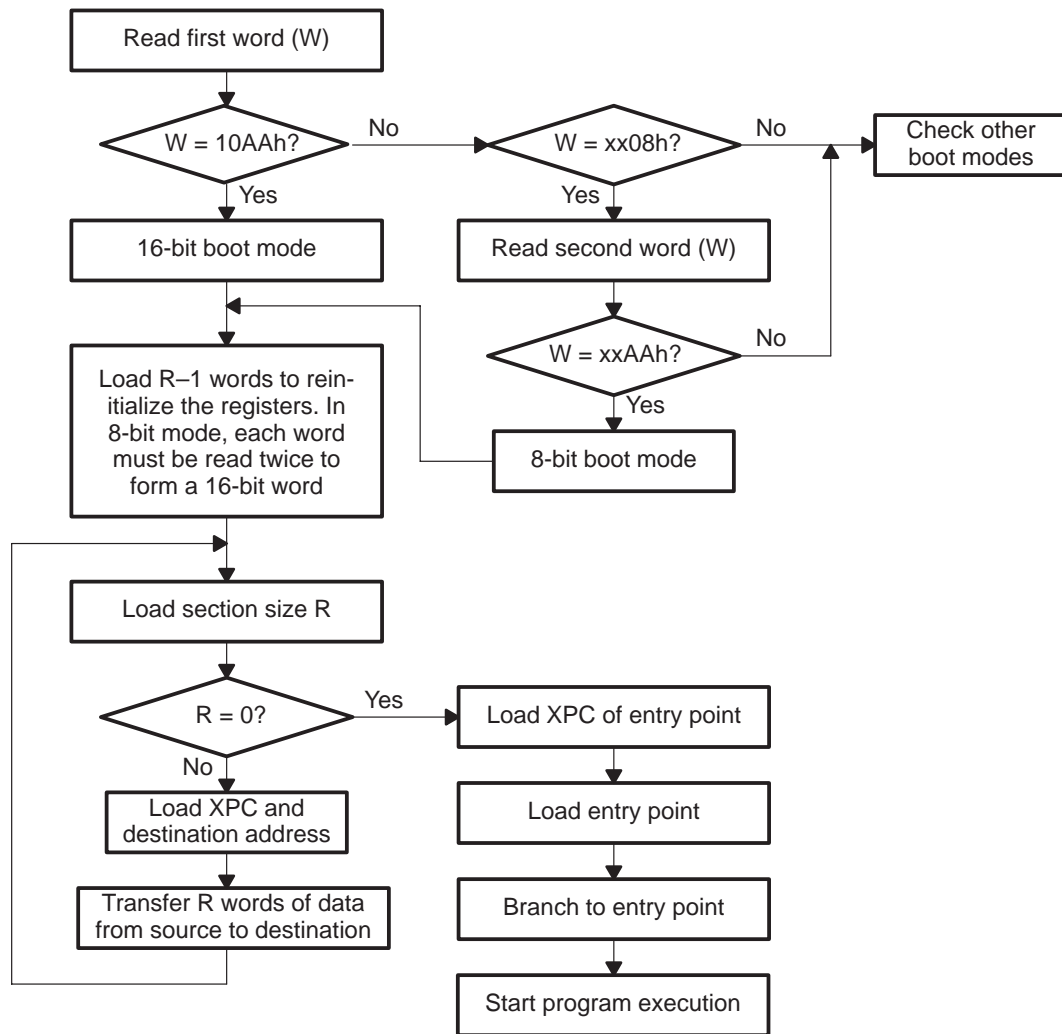 Read first word (W)
W = 10AAh?
No
W = xx08h?
No
Check other
boot modes
Yes
Yes
16-bit boot mode
Read second word (W)
W = xxAAh?
No
Load R–1 words to rein-
itialize the registers. In
8-bit mode, each word
must be read twice to
form a 16-bit word
Yes
8-bit boot mode
Load section size R
R = 0?
Yes
Load XPC of entry point
No
Load XPC and
destination address
Load entry point
Transfer R words of data
from source to destination
Branch to entry point
Start program execution